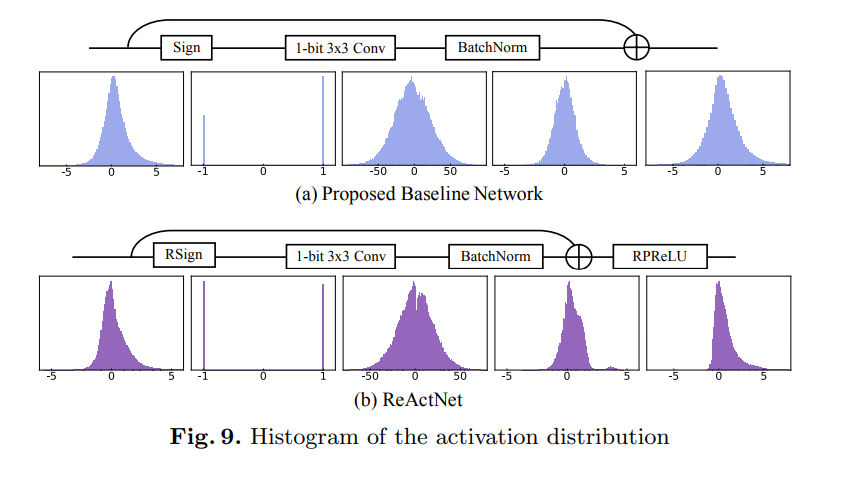 Sign 1-bit 3x3 Conv BatchNorm
-5 0 5 -1 0 1 -50 0 50 -5 0 5 -5 0 5
(a) Proposed Baseline Network
RSign 1-bit 3x3 Conv BatchNorm RPReLU
-5 0 5 -1 0 1 -50 0 50 -5 0 5 -5 0 5
(b) ReActNet
Fig. 9. Histogram of the activation distribution